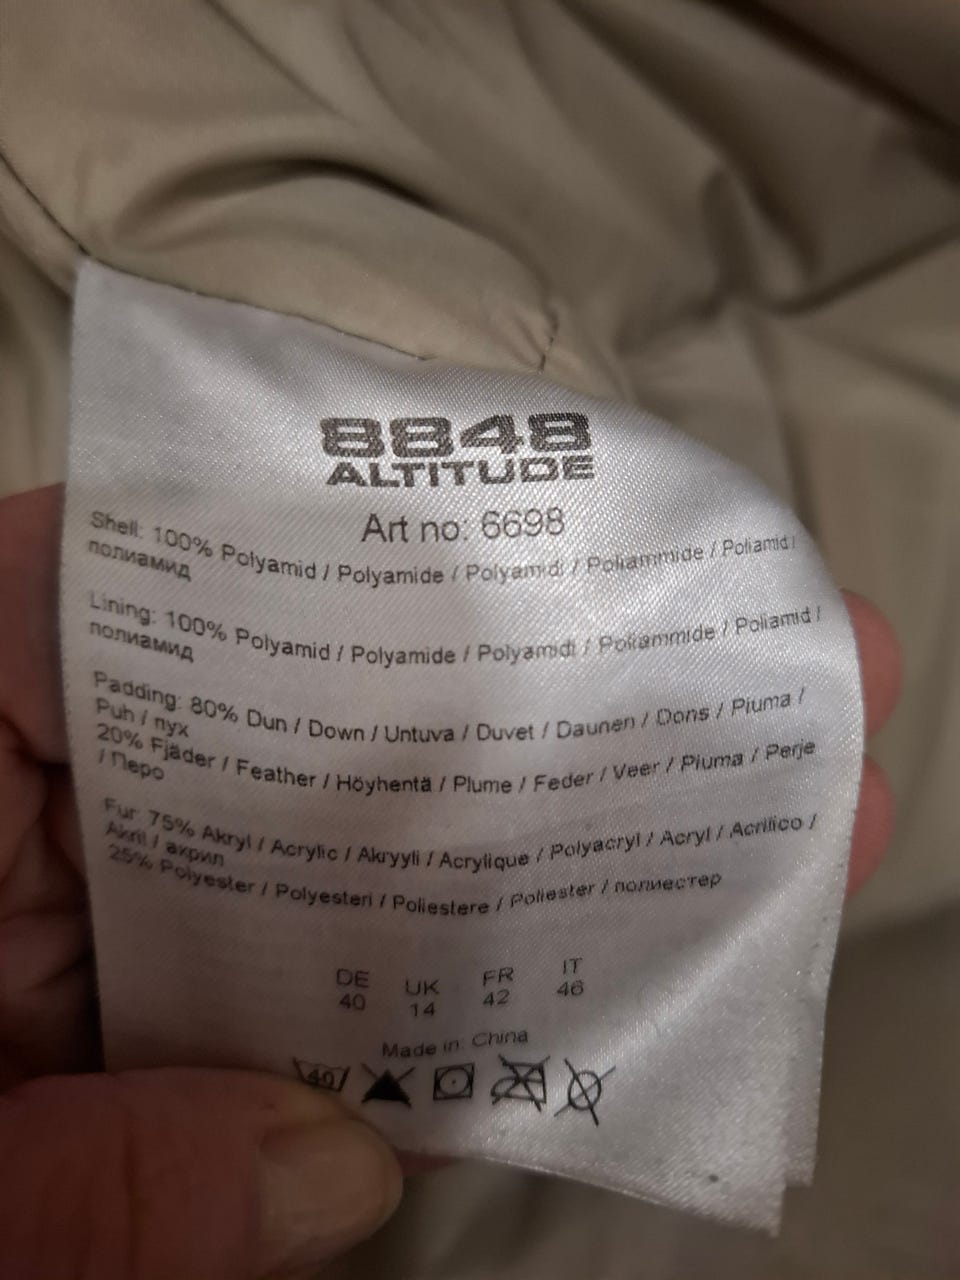 8848
ALTITUDE
Art no: 6698
Shell: 100% Polyamid / Polyamide / Polyamidi / Poliammide / Poliamid /
полиамид
Lining: 100% Polyamid / Polyamide / Polyamidi / Poliammide / Poliamid /
полиамид
Padding: 80% Dun / Down / Untuva / Duvet / Daunen / Dons / Piuma /
Puh / пух
20% Fjäder / Feather / Höyhentä / Plume / Feder / Veer / Piuma / Perje
/ Перо
Fur 75% Akryl / Acrylic / Akryyli / Acrylique / Polyacryl / Acryl / Acrilico /
Akril / акрил
25% Polyester / Polyesteri / Poliestere / Poliester / полиестер
DE UK FR IT
40 14 42 46
Made in China
40